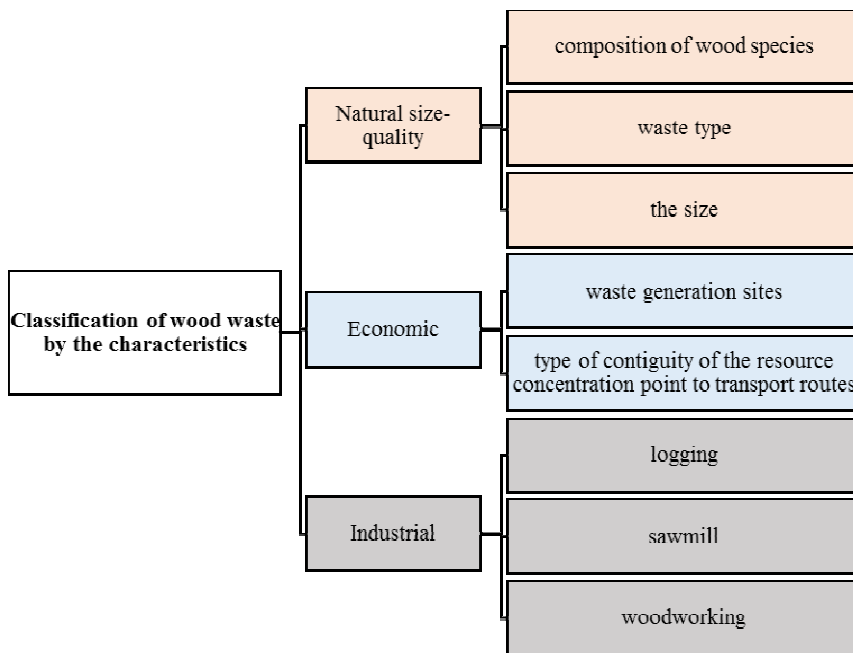 Classification of wood waste
by the characteristics
Natural size-
quality
composition of wood species
waste type
the size
Economic
waste generation sites
type of contiguity of the resource
concentration point to transport routes
Industrial
logging
sawmill
woodworking